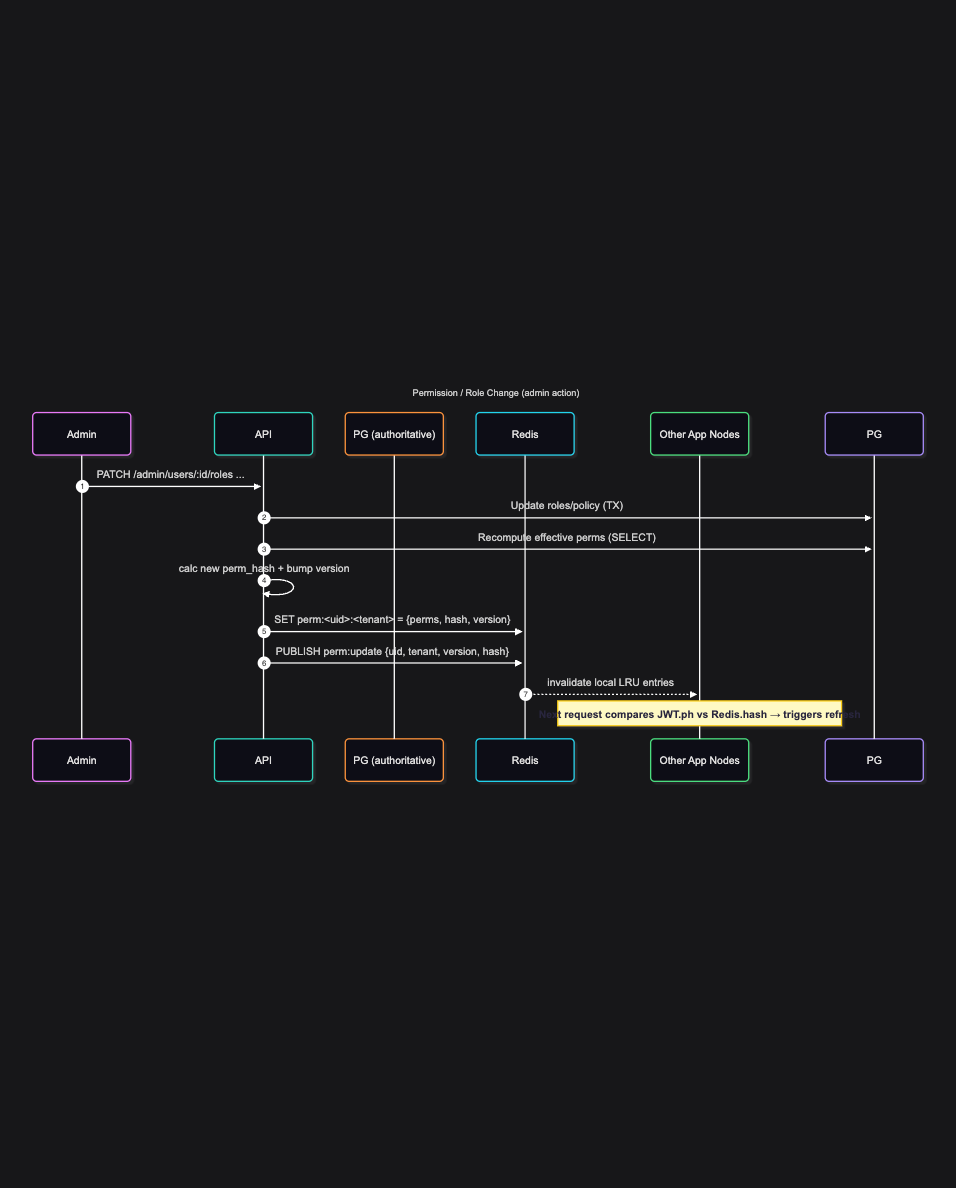 Permission / Role Change (admin action)
Admin
API
PG (authoritative)
Redis
Other App Nodes
PG
1
PATCH /admin/users/:id/roles ...
2
Update roles/policy (TX)
3
Recompute effective perms (SELECT)
4
calc new perm_hash + bump version
5
SET perm:<uid>:<tenant> = {perms, hash, version}
6
PUBLISH perm:update {uid, tenant, version, hash}
7
invalidate local LRU entries
Next request compares JWT.ph vs Redis.hash → triggers refresh
Admin
API
PG (authoritative)
Redis
Other App Nodes
PG